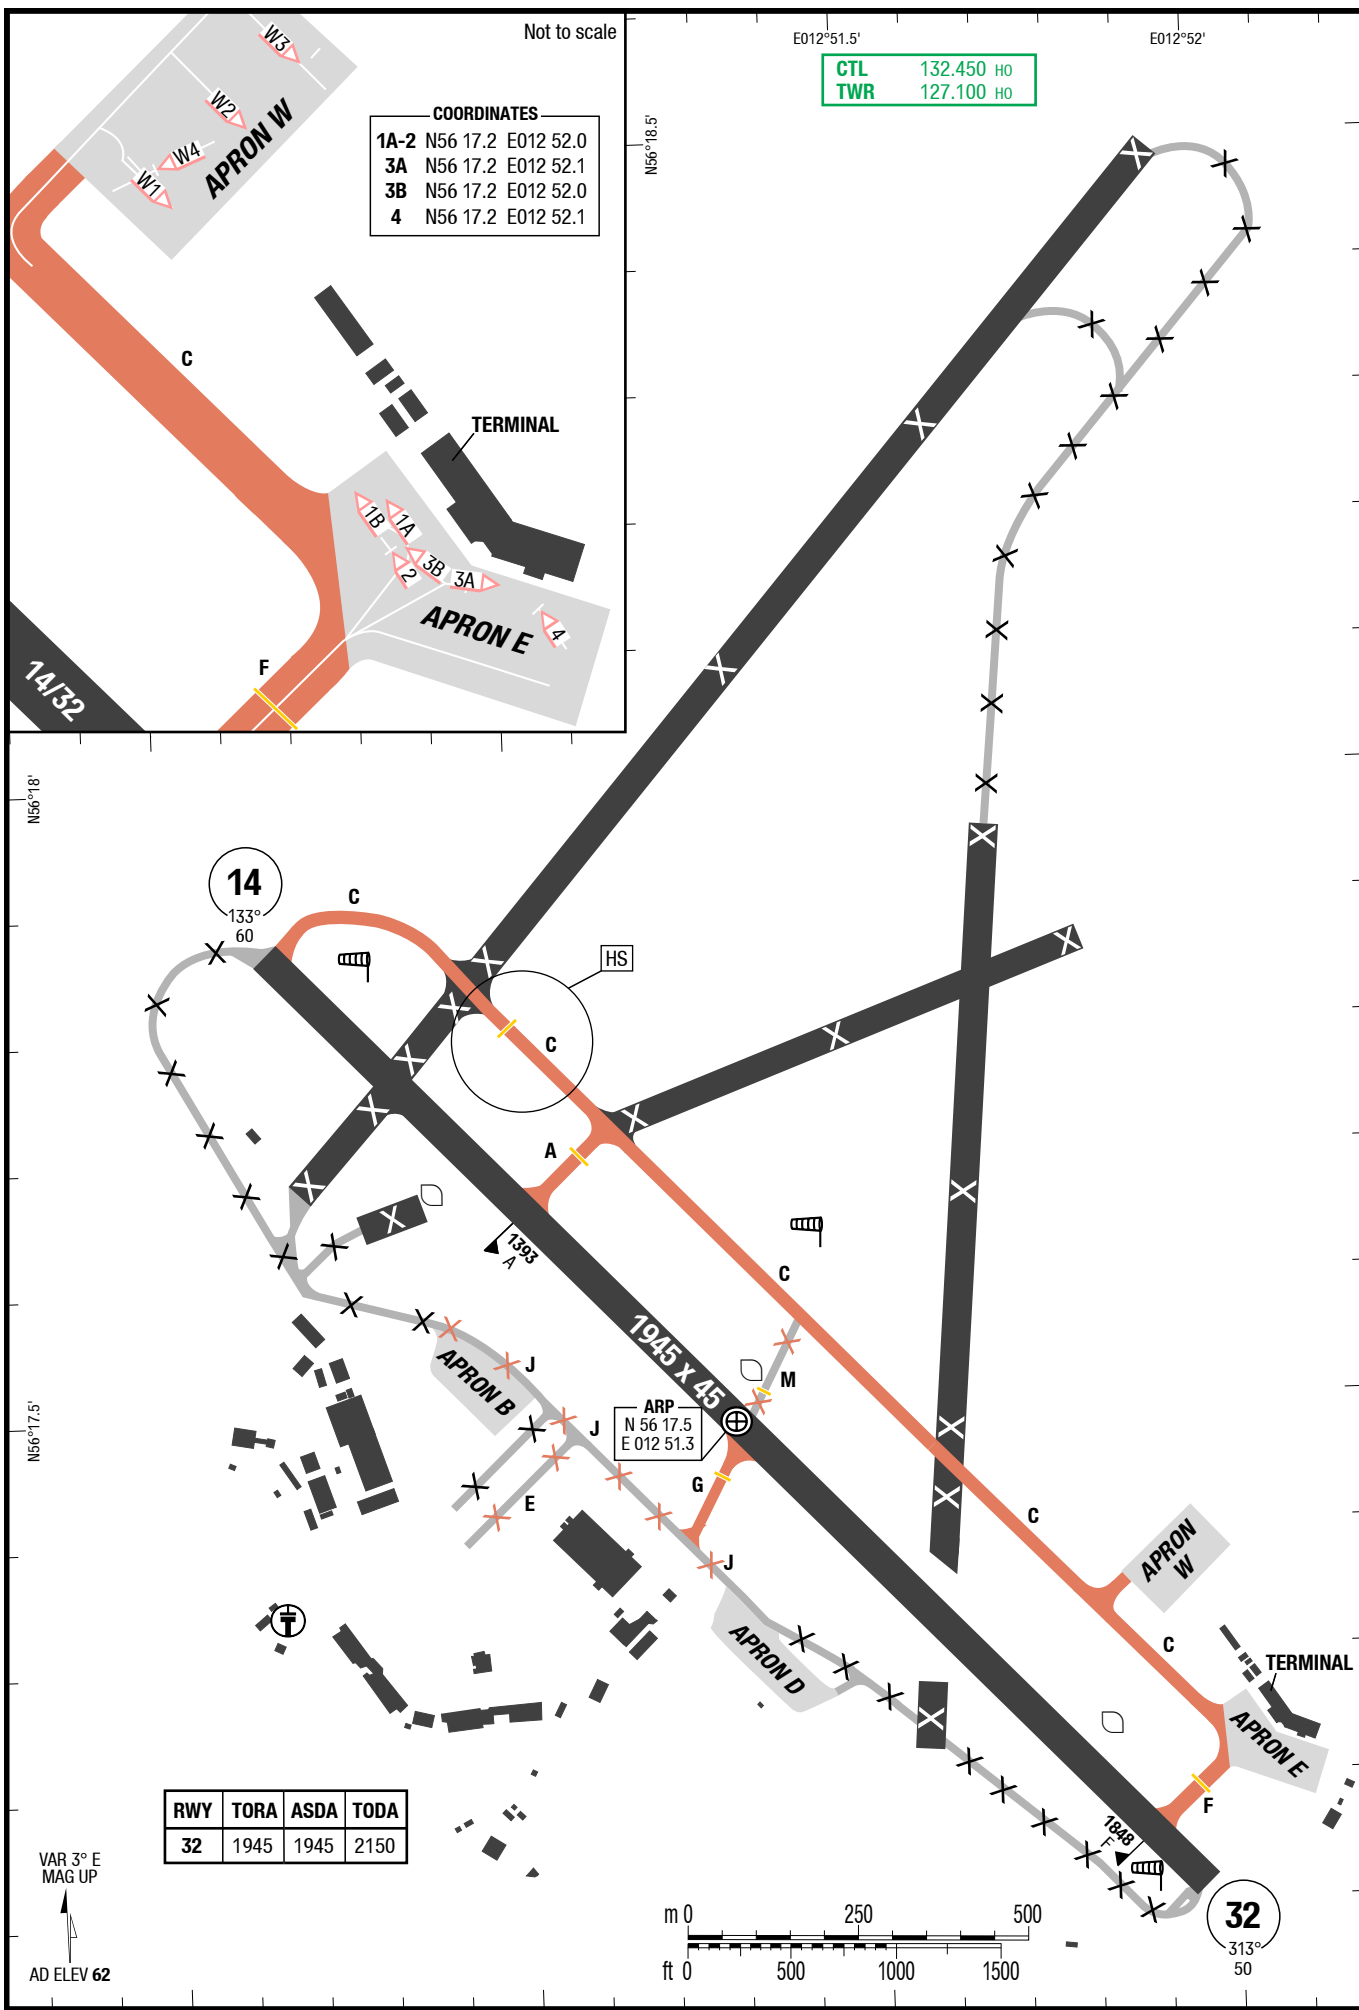 Not to scale
E012°51.5'
E012°52'
CTL 132.450 HO
TWR 127.100 HO
COORDINATES
1A-2 N56 17.2 E012 52.0
3A N56 17.2 E012 52.1
3B N56 17.2 E012 52.0
4 N56 17.2 E012 52.1
N56°18.5'
W3
W2
W4
W1
APRON W
C
TERMINAL
1B
1A
2
3B
3A
4
APRON E
F
14/32
N56°18'
14
133°
60
C
HS
C
A
1393
A
C
1945 x 45
M
ARP
N 56 17.5
E 012 51.3
N56°17.5'
APRON B
J
J
E
G
J
C
APRON
W
C
TERMINAL
APRON D
APRON E
F
1848
F
RWY TORA ASDA TODA
32 1945 1945 2150
VAR 3° E
MAG UP
AD ELEV 62
m 0 250 500
ft 0 500 1000 1500
32
313°
50